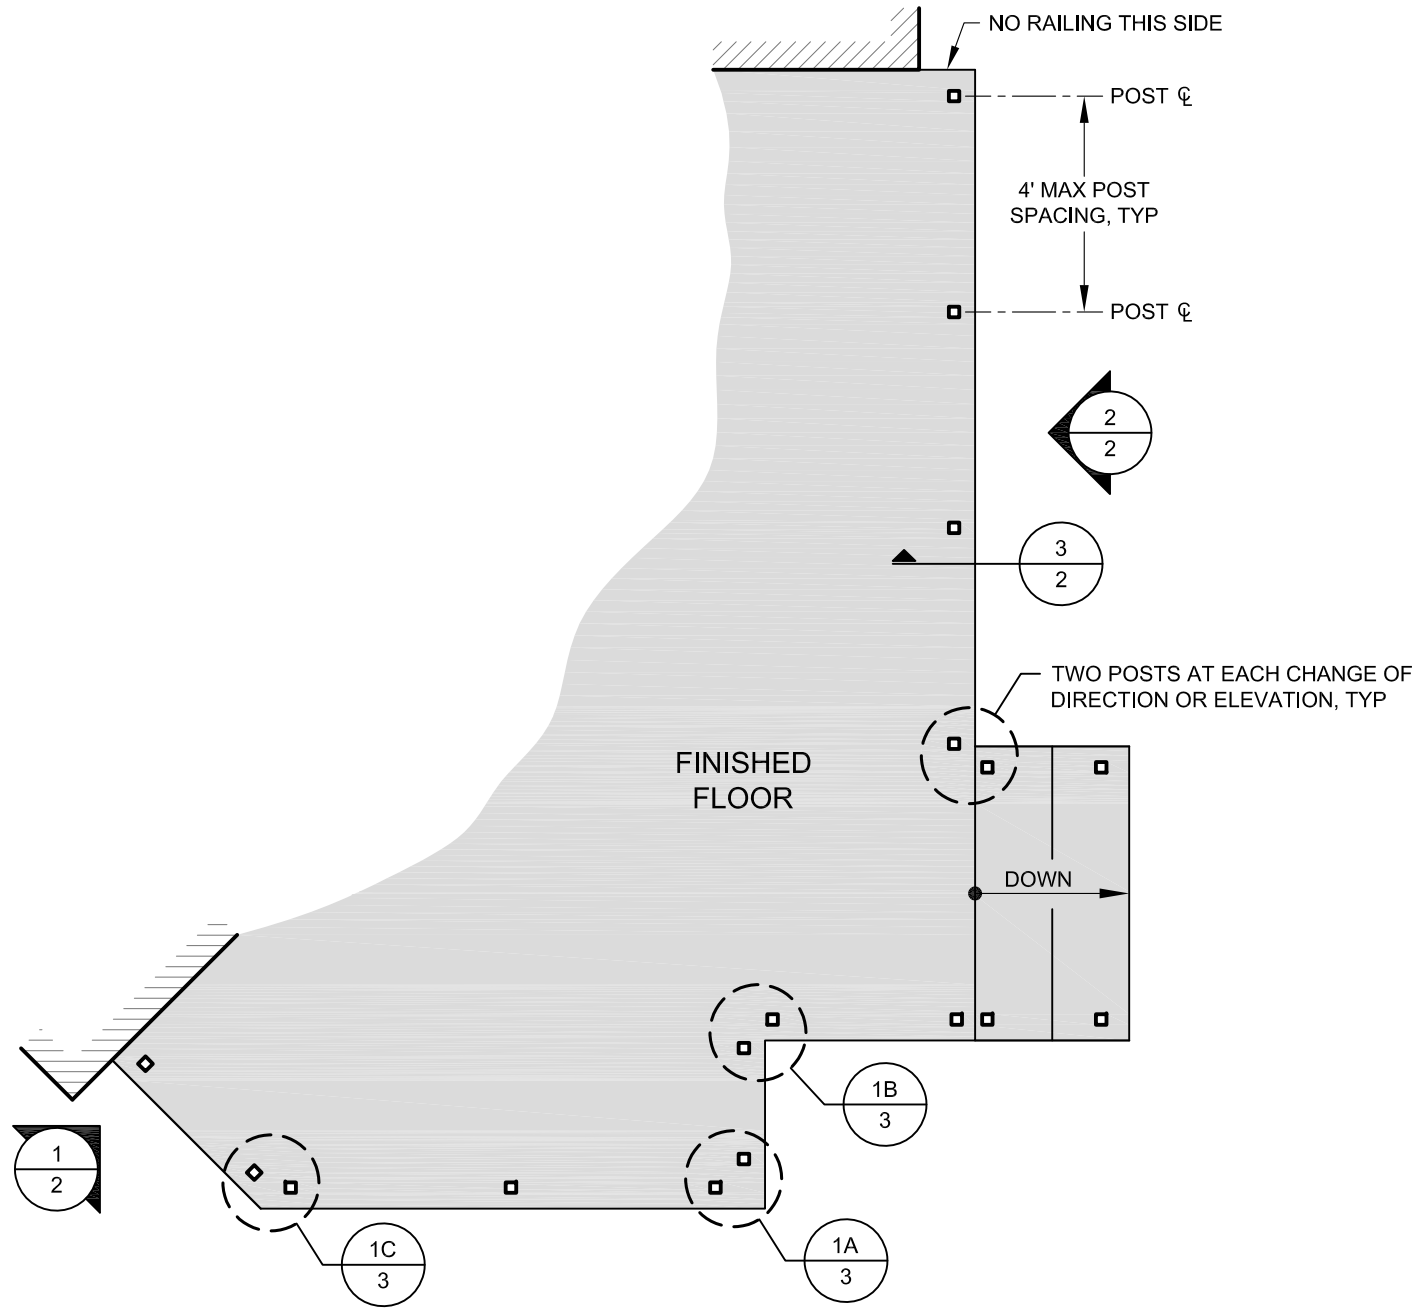 NO RAILING THIS SIDE
POST ℄
4' MAX POST
SPACING, TYP
POST ℄
2
2
3
2
TWO POSTS AT EACH CHANGE OF
DIRECTION OR ELEVATION, TYP
FINISHED
FLOOR
DOWN
1B
3
1
2
1C
3
1A
3